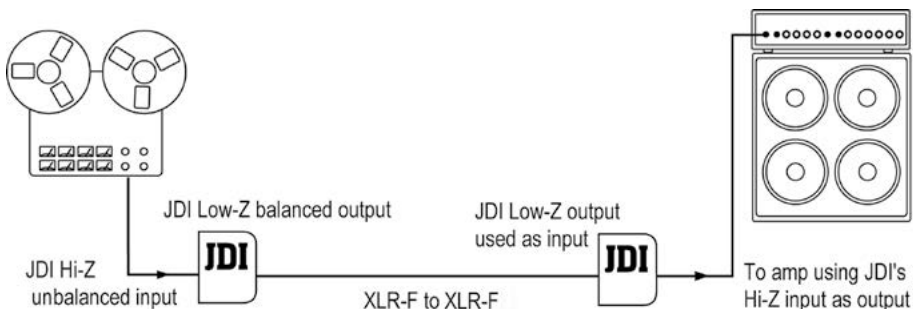 JDI Low-Z balanced output
JDI Low-Z output
used as input
JDI
JDI
JDI Hi-Z
unbalanced input
XLR-F to XLR-F
To amp using JDI's
Hi-Z input as output